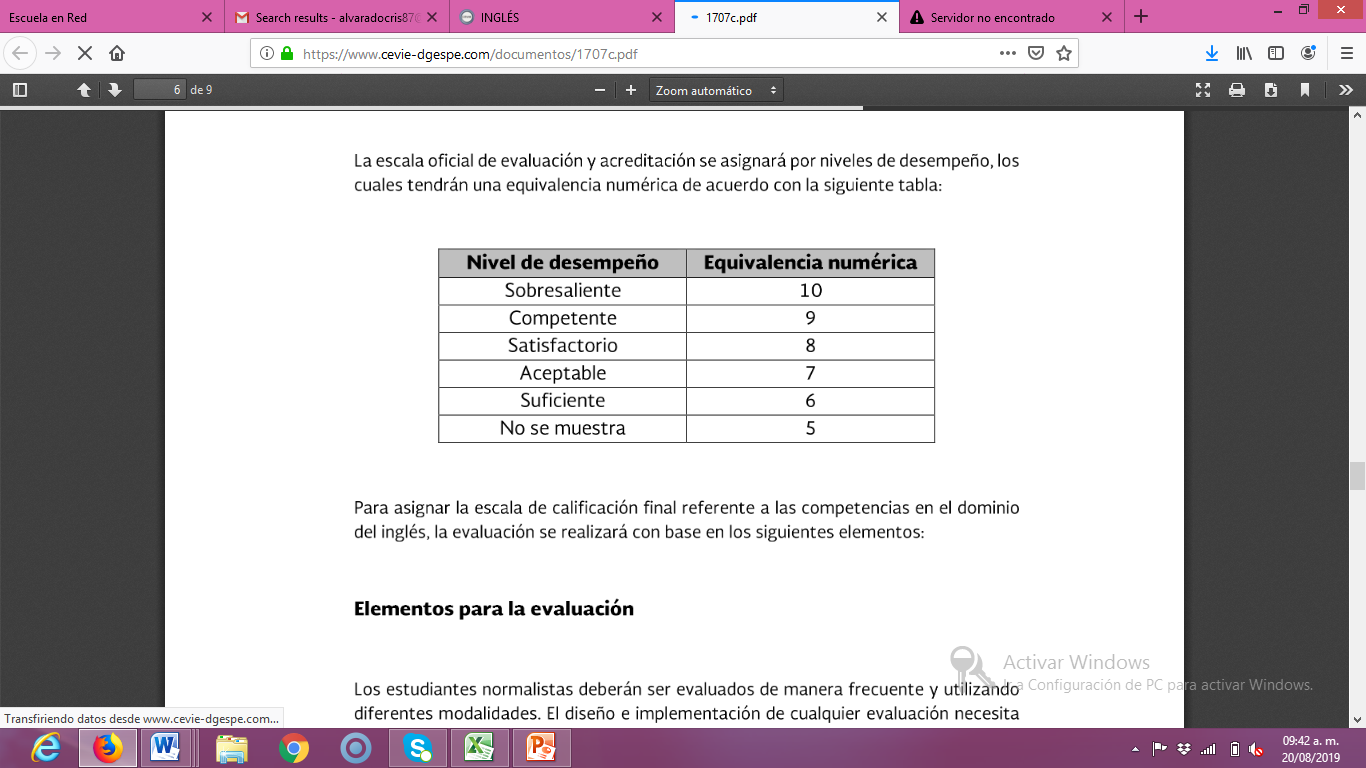 Escuela en Red
Search results - alvaradocris87@
INGLÉS
1707c.pdf
Servidor no encontrado
https://www.cevie-dgespe.com/documentos/1707c.pdf
6 de 9
Zoom automático
La escala oficial de evaluación y acreditación se asignará por niveles de desempeño, los
cuales tendrán una equivalencia numérica de acuerdo con la siguiente tabla:
Nivel de desempeño Equivalencia numérica
Sobresaliente 10
Competente 9
Satisfactorio 8
Aceptable 7
Suficiente 6
No se muestra 5
Para asignar la escala de calificación final referente a las competencias en el dominio
del inglés, la evaluación se realizará con base en los siguientes elementos:
Elementos para la evaluación
Activar Windows
Ir a Configuración de PC para activar Windows.
Los estudiantes normalistas deberán ser evaluados de manera frecuente y utilizando
diferentes modalidades. El diseño e implementación de cualquier evaluación necesita
Transfiriendo datos desde www.cevie-dgespe.com...
09:42 a. m.
20/08/2019